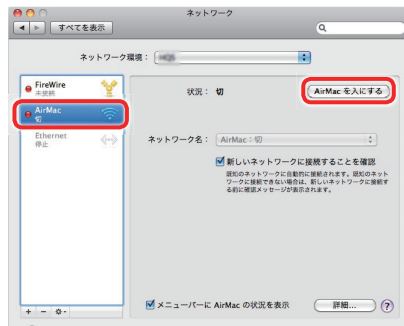 ネットワーク
すべてを表示
ネットワーク環境：
FireWire
未接続
AirMac
切
Ethernet
停止
状況： 切
AirMac を入にする
ネットワーク名： AirMac：切
新しいネットワークに接続することを確認
既知のネットワークに自動的に接続されます。既知のネット
ワークに接続できない場合は、新しいネットワークに接続す
る前に確認メッセージが表示されます。
メニューバーに AirMac の状況を表示
詳細...
?